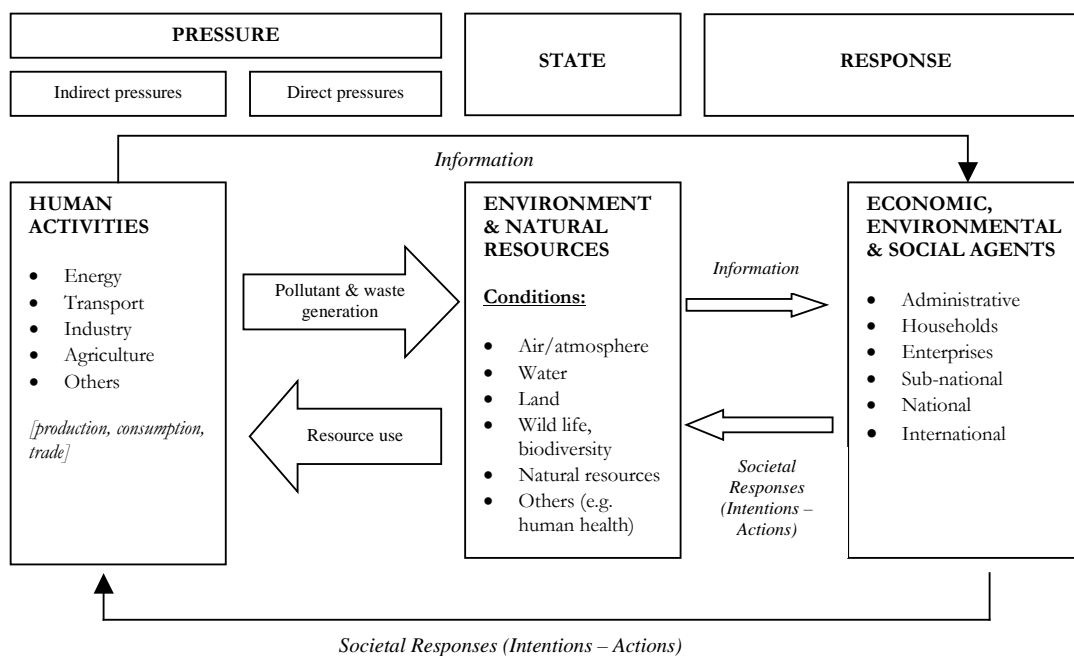 PRESSURE
STATE
RESPONSE
Indirect pressures
Direct pressures
Information
HUMAN
ACTIVITIES
• Energy
• Transport
• Industry
• Agriculture
• Others
[production, consumption,
trade]
Pollutant & waste
generation
Resource use
ENVIRONMENT
& NATURAL
RESOURCES
Conditions:
• Air/atmosphere
• Water
• Land
• Wild life,
biodiversity
• Natural resources
• Others (e.g.
human health)
Information
Societal
Responses
(Intentions –
Actions)
ECONOMIC,
ENVIRONMENTAL
& SOCIAL AGENTS
• Administrative
• Households
• Enterprises
• Sub-national
• National
• International
Societal Responses (Intentions – Actions)